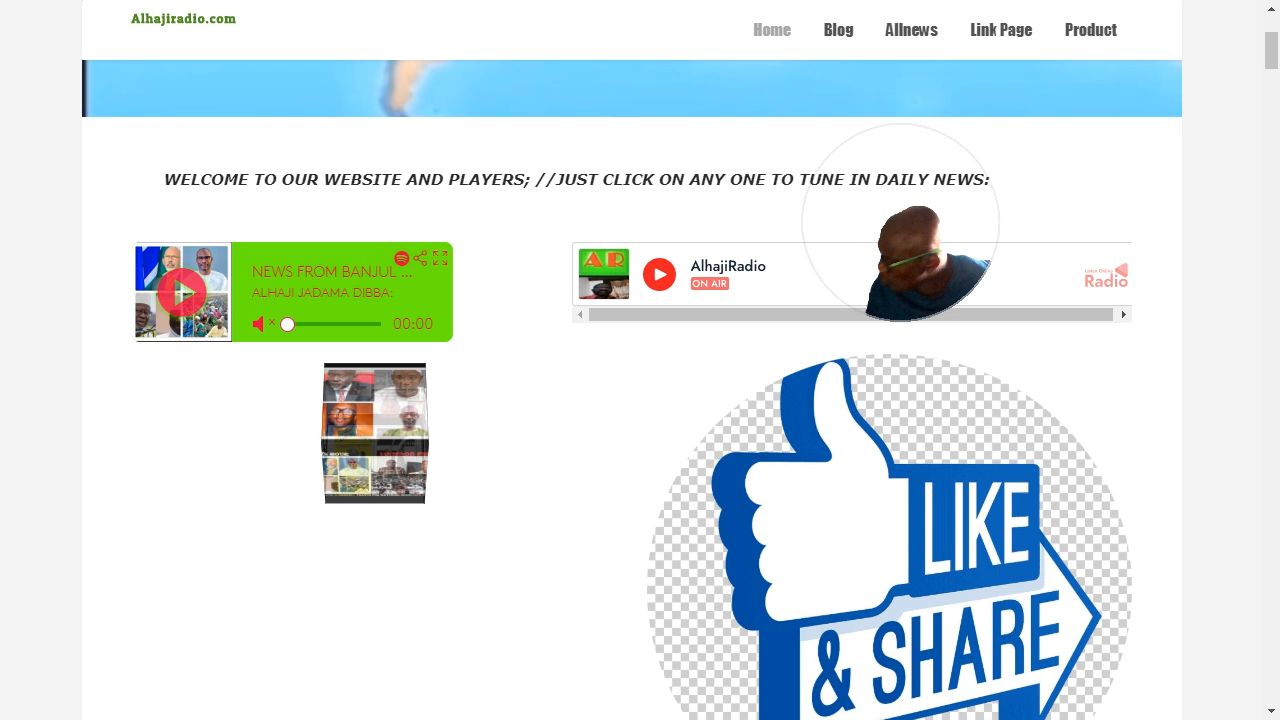 Alhajiradio.com
Home Blog Allnews Link Page Product
WELCOME TO OUR WEBSITE AND PLAYERS; //JUST CLICK ON ANY ONE TO TUNE IN DAILY NEWS:
NEWS FROM BANJUL ...
ALHAJI JADAMA DIBBA;
00:00
AR
AlhajiRadio
ON AIR
Listen Online
Radio
LIKE
& SHARE